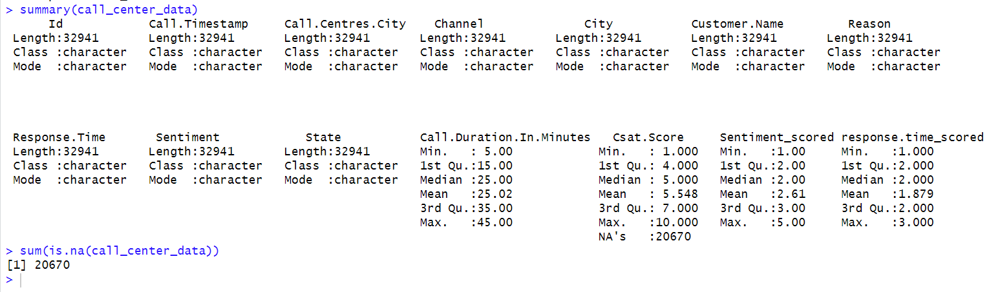 > summary(call_center_data)
Id Call.Timestamp Call.Centres.City Channel City Customer.Name Reason
Length:32941 Length:32941 Length:32941 Length:32941 Length:32941 Length:32941 Length:32941
Class :character Class :character Class :character Class :character Class :character Class :character Class :character
Mode :character Mode :character Mode :character Mode :character Mode :character Mode :character Mode :character
Response.Time Sentiment State Call.Duration.In.Minutes Csat.Score Sentiment_scored response.time_scored
Length:32941 Length:32941 Length:32941 Min. : 5.00 Min. : 1.000 Min. :1.00 Min. :1.000
Class :character Class :character Class :character 1st Qu.:15.00 1st Qu.: 4.000 1st Qu.:2.00 1st Qu.:2.000
Mode :character Mode :character Mode :character Median :25.00 Median : 5.000 Median :2.00 Median :2.000
Mean :25.02 Mean : 5.548 Mean :2.61 Mean :1.879
3rd Qu.:35.00 3rd Qu.: 7.000 3rd Qu.:3.00 3rd Qu.:2.000
Max. :45.00 Max. :10.000 Max. :5.00 Max. :3.000
NA's :20670
> sum(is.na(call_center_data))
[1] 20670
>